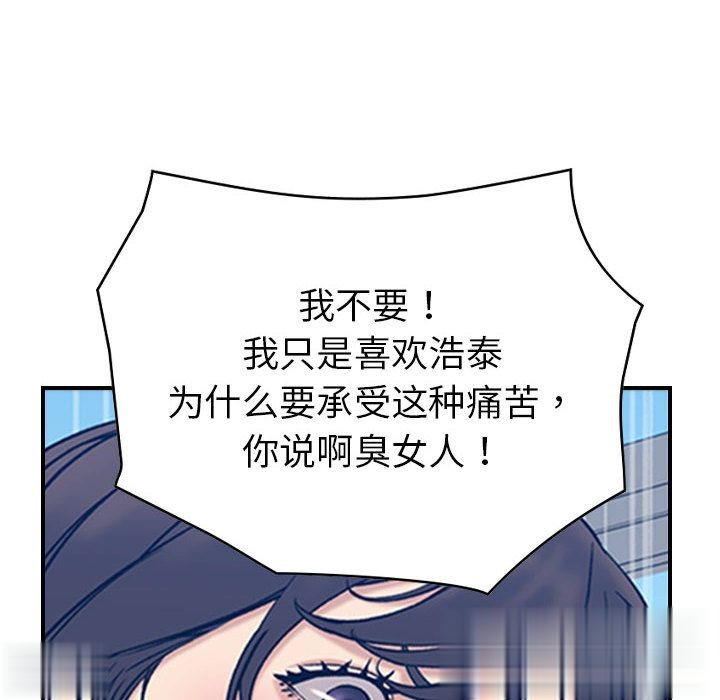 我不要！
我只是喜欢浩泰
为什么要承受这种痛苦，
你说啊臭女人！